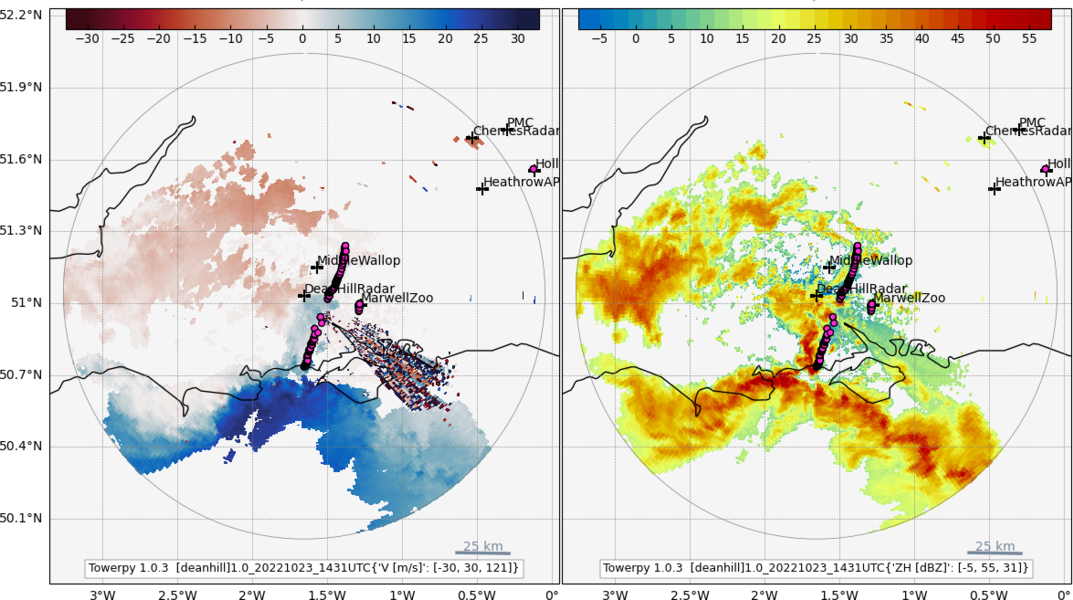 −30 −25 −20 −15 −10 −5 0 5 10 15 20 25 30
−5 0 5 10 15 20 25 30 35 40 45 50 55
52.2°N
51.9°N
51.6°N
51.3°N
51°N
50.7°N
50.4°N
50.1°N
PMC
ChenesRadar
Holl
HeathrowAP
MiddleWallop
DeanHillRadar
MarwellZoo
25 km
Towerpy 1.0.3 [deanhill]1.0_20221023_1431UTC{'V [m/s]': [-30, 30, 121]}
3°W 2.5°W 2°W 1.5°W 1°W 0.5°W 0°
PMC
ChenesRadar
Holl
HeathrowAP
MiddleWallop
DeanHillRadar
MarwellZoo
25 km
Towerpy 1.0.3 [deanhill]1.0_20221023_1431UTC{'ZH [dBZ]': [-5, 55, 31]}
3°W 2.5°W 2°W 1.5°W 1°W 0.5°W 0°